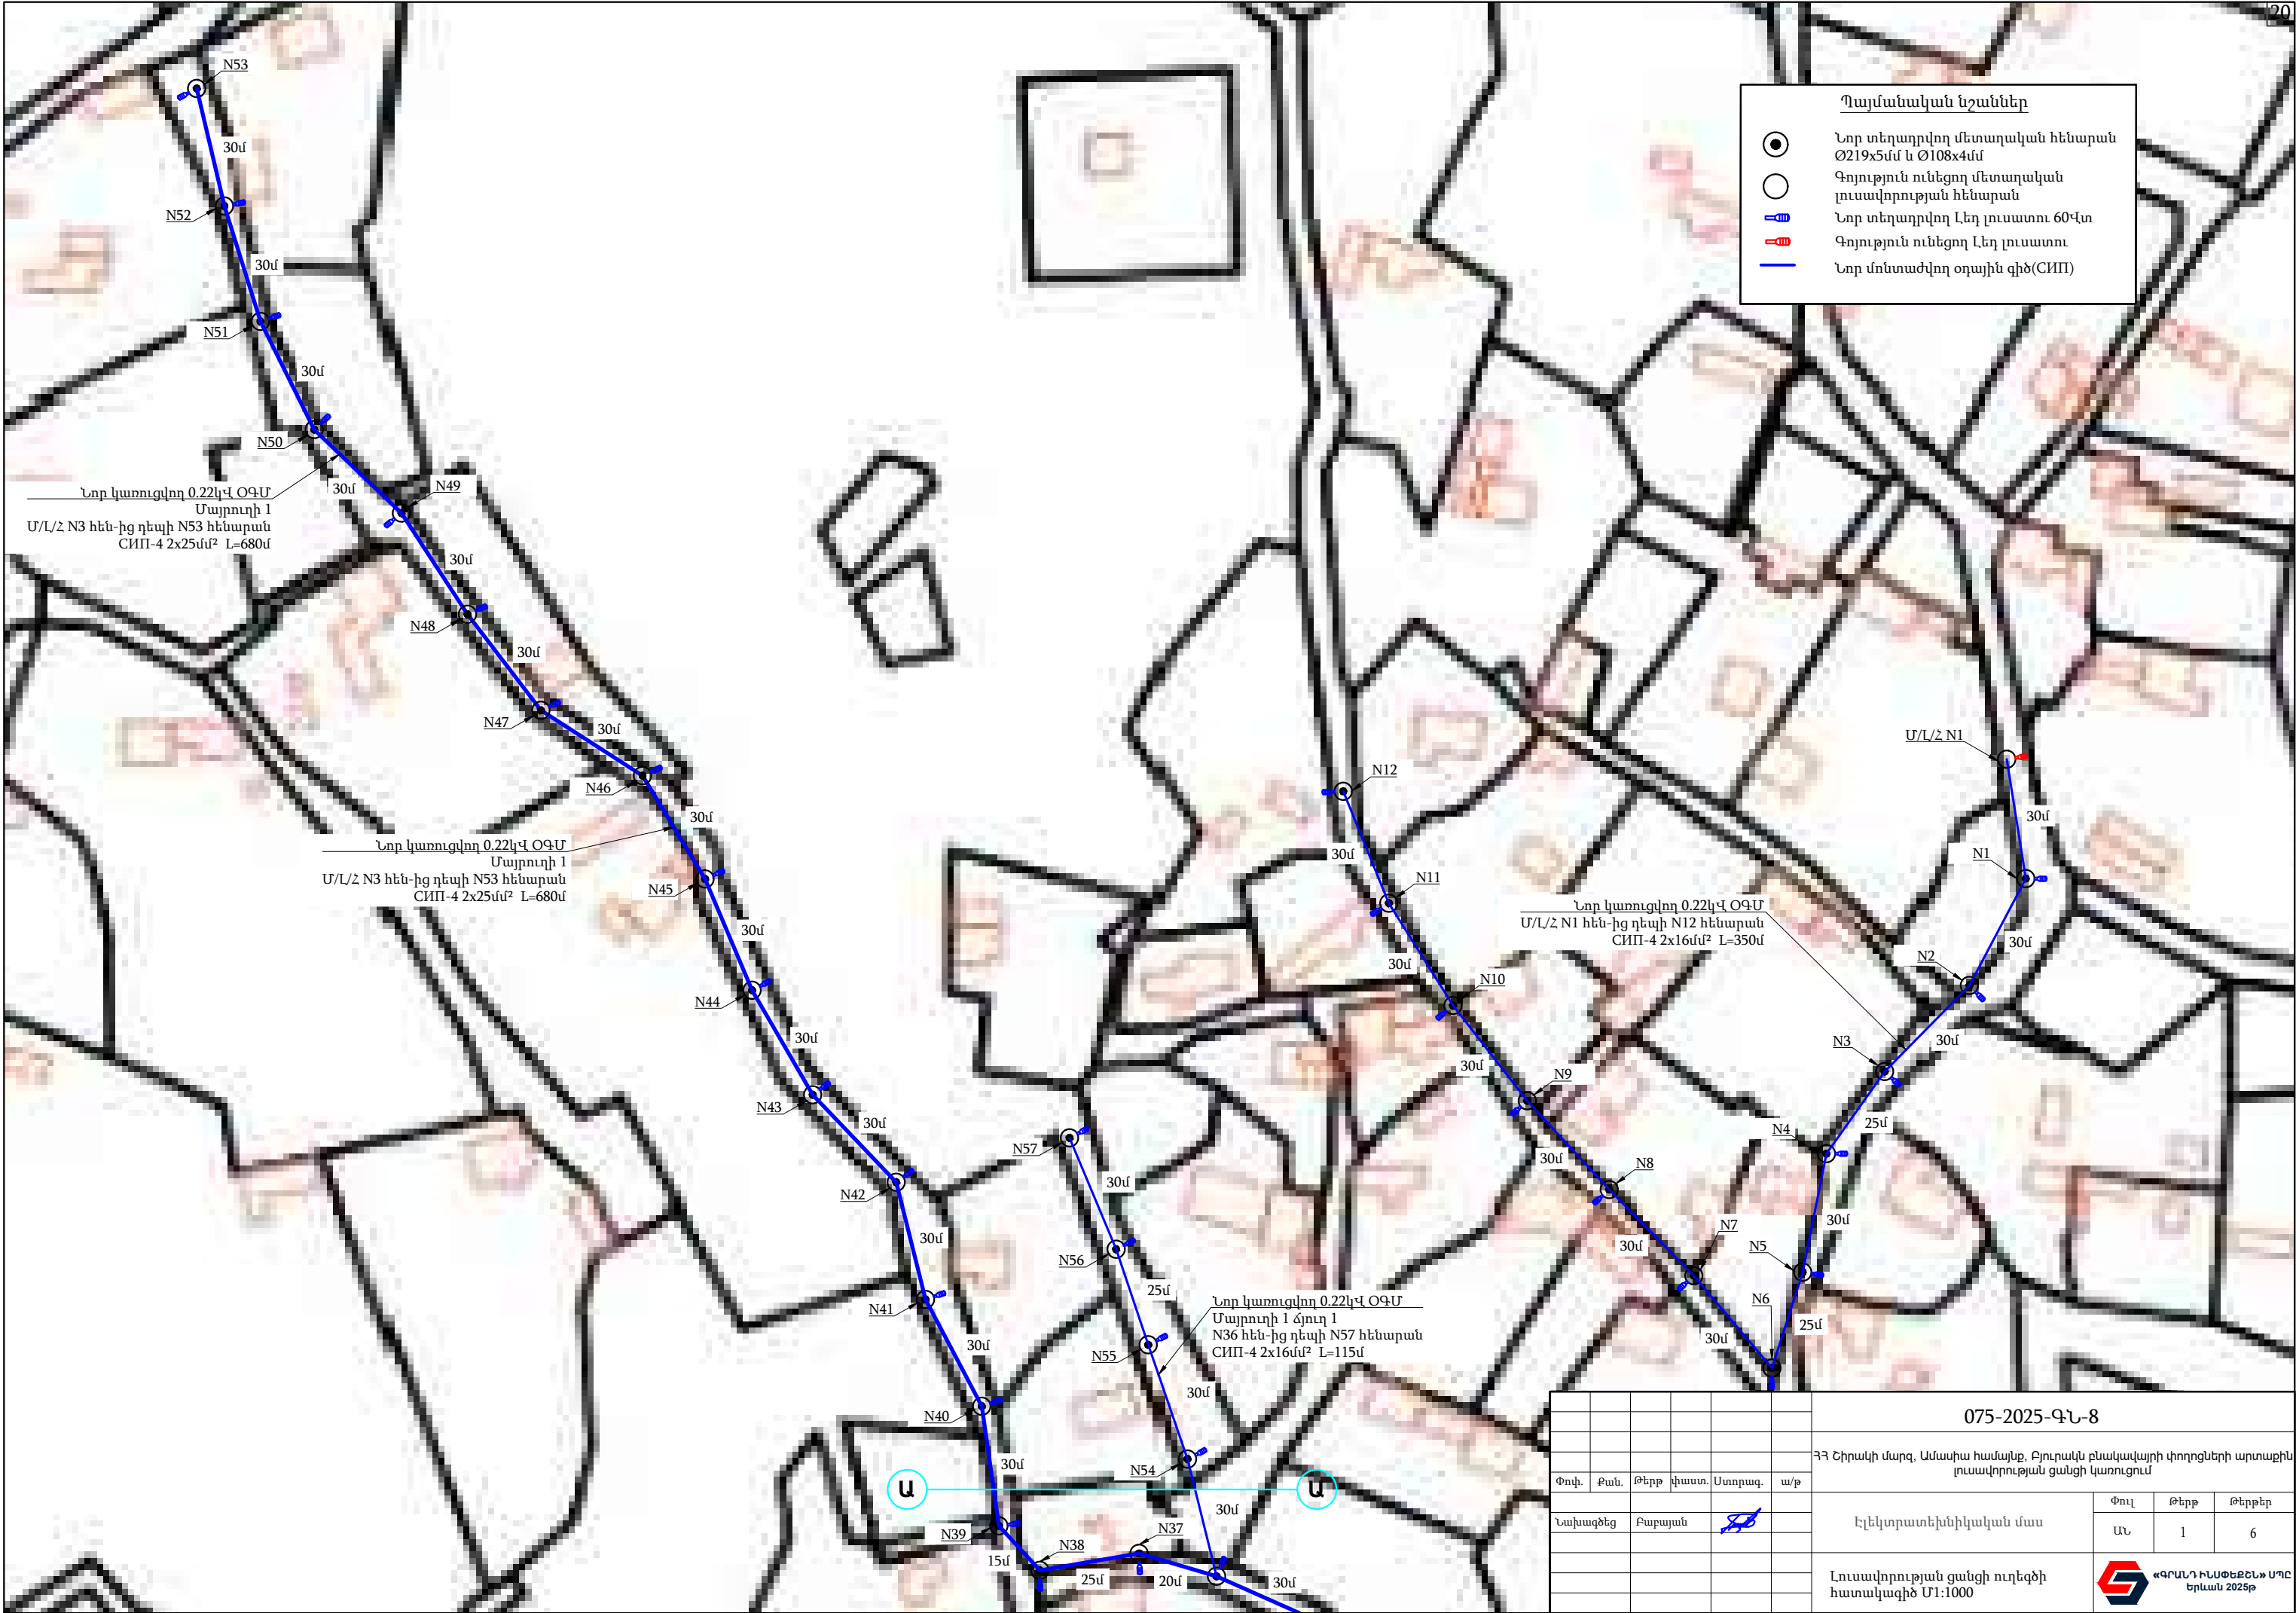 20
Պայմանական նշաններ
Նոր տեղադրվող մետաղական հենարան
Ø219x5մմ և Ø108x4մմ
Գոյություն ունեցող մետաղական
լուսավորության հենարան
Նոր տեղադրվող Լեդ լուսատու 60Վտ
Գոյություն ունեցող Լեդ լուսատու
Նոր մոնտաժվող օդային գիծ(СИП)
N53
30մ
N52
30մ
N51
30մ
N50
30մ
N49
Նոր կառուցվող 0.22կՎ ՕԳՄ
Մայրուղի 1
Մ/Լ/Հ N3 հեն-ից դեպի N53 հենարան
СИП-4 2x25մմ² L=680մ
30մ
N48
30մ
N47
30մ
N46
30մ
Նոր կառուցվող 0.22կՎ ՕԳՄ
Մայրուղի 1
Մ/Լ/Հ N3 հեն-ից դեպի N53 հենարան
СИП-4 2x25մմ² L=680մ
N45
30մ
N44
30մ
N43
30մ
N42
30մ
N41
30մ
N40
30մ
N39
15մ
N38
25մ
N37
20մ
30մ
N57
30մ
N56
25մ
N55
30մ
N54
30մ
Նոր կառուցվող 0.22կՎ ՕԳՄ
Մայրուղի 1 ճյուղ 1
N36 հեն-ից դեպի N57 հենարան
СИП-4 2x16մմ² L=115մ
Ա
Ա
N12
30մ
N11
30մ
N10
30մ
N9
30մ
N8
30մ
N7
30մ
N6
25մ
N5
30մ
N4
25մ
N3
30մ
N2
30մ
N1
30մ
Մ/Լ/Հ N1
Նոր կառուցվող 0.22կՎ ՕԳՄ
Մ/Լ/Հ N1 հեն-ից դեպի N12 հենարան
СИП-4 2x16մմ² L=350մ
075-2025-ԳՆ-8
ՀՀ Շիրակի մարզ, Ամասիա համայնք, Բյուրակն բնակավայրի փողոցների արտաքին
լուսավորության ցանցի կառուցում
Փոփ. Քան. Թերթ փաստ. Ստորագ. ա/թ
Նախագծեց Բաբայան
Էլեկտրատեխնիկական մաս
Փուլ Թերթ Թերթեր
ԱՆ 1 6
Լուսավորության ցանցի ուղեգծի
հատակագիծ Մ1:1000
«ԳՐԱՆԴ ԻՆՍՓԵՔՇՆ» ՍՊԸ
Երևան 2025թ